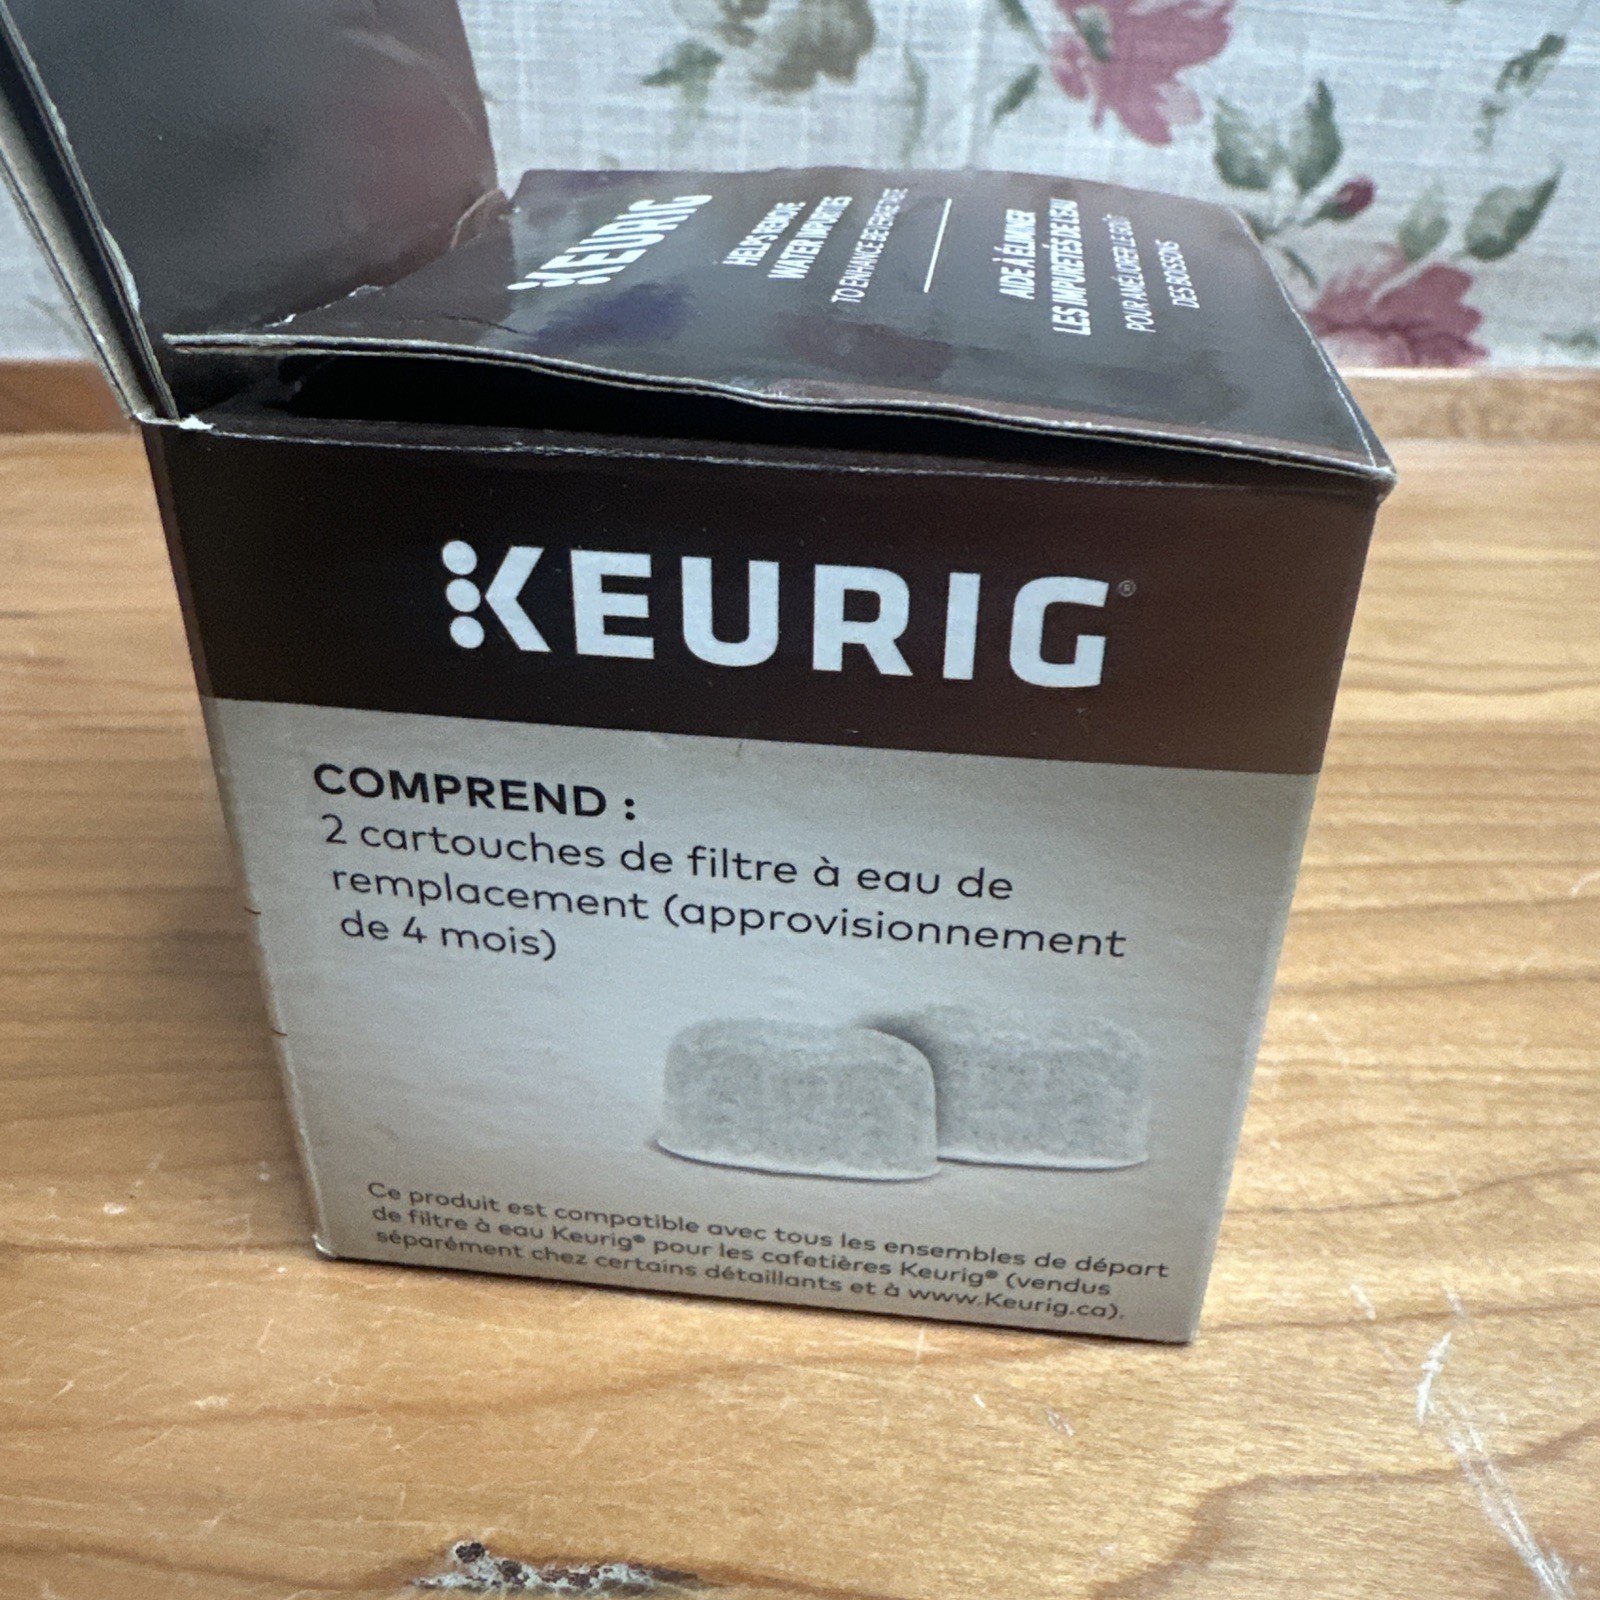 KEURIG
HELPS REMOVE
WATER IMPURITIES
TO ENHANCE BEVERAGE TASTE
AIDE À ÉLIMINER
LES IMPURETÉS DE L'EAU
POUR AMÉLIORER LE GOÛT
DES BOISSONS
KEURIG®
COMPREND :
2 cartouches de filtre à eau de
remplacement (approvisionnement
de 4 mois)
Ce produit est compatible avec tous les ensembles de départ
de filtre à eau Keurig® pour les cafetières Keurig® (vendus
séparément chez certains détaillants et à www.Keurig.ca).